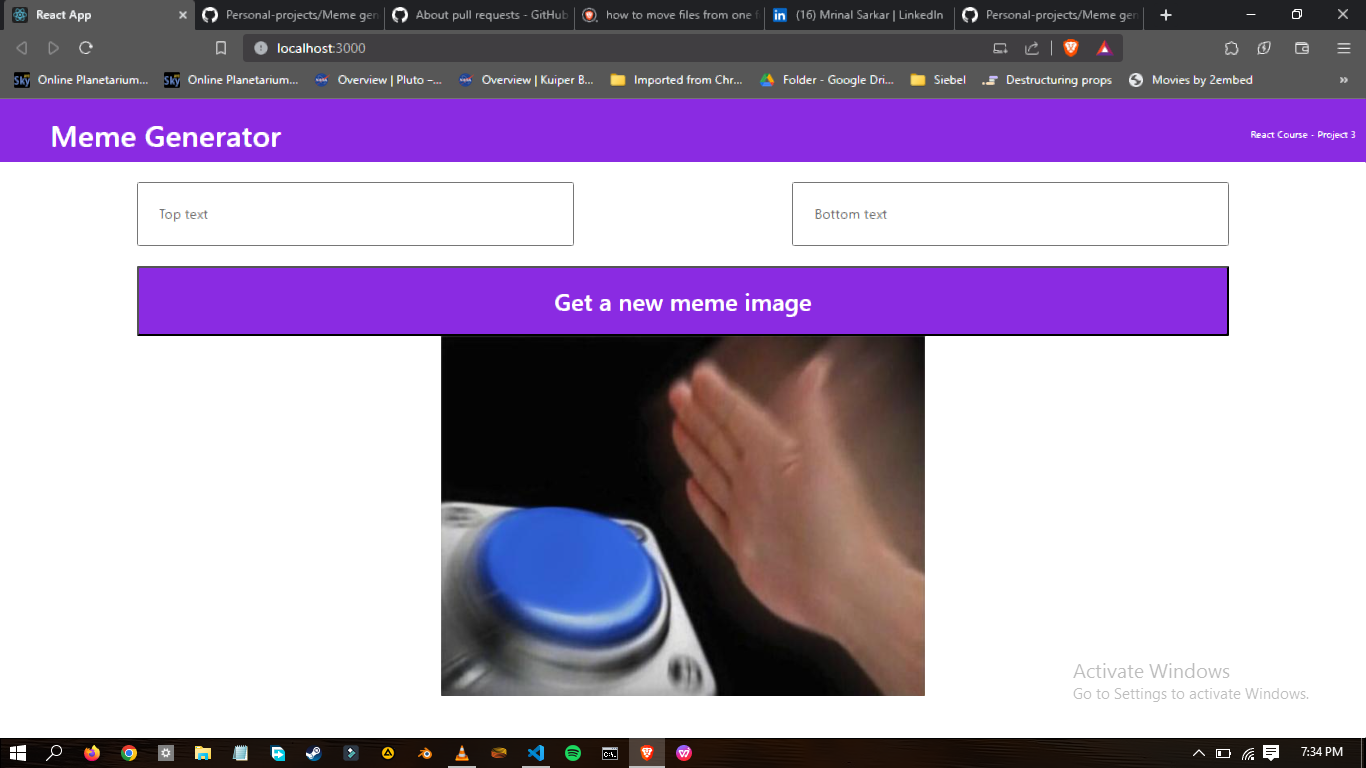 React App
Personal-projects/Meme gen
About pull requests - GitHub
how to move files from one f
(16) Mrinal Sarkar | LinkedIn
Personal-projects/Meme gen
localhost:3000
Online Planetarium...
Online Planetarium...
Overview | Pluto –...
Overview | Kuiper B...
Imported from Chr...
Folder - Google Dri...
Siebel
Destructuring props
Movies by 2embed
Meme Generator
React Course - Project 3
Top text
Bottom text
Get a new meme image
Activate Windows
Go to Settings to activate Windows.
7:34 PM